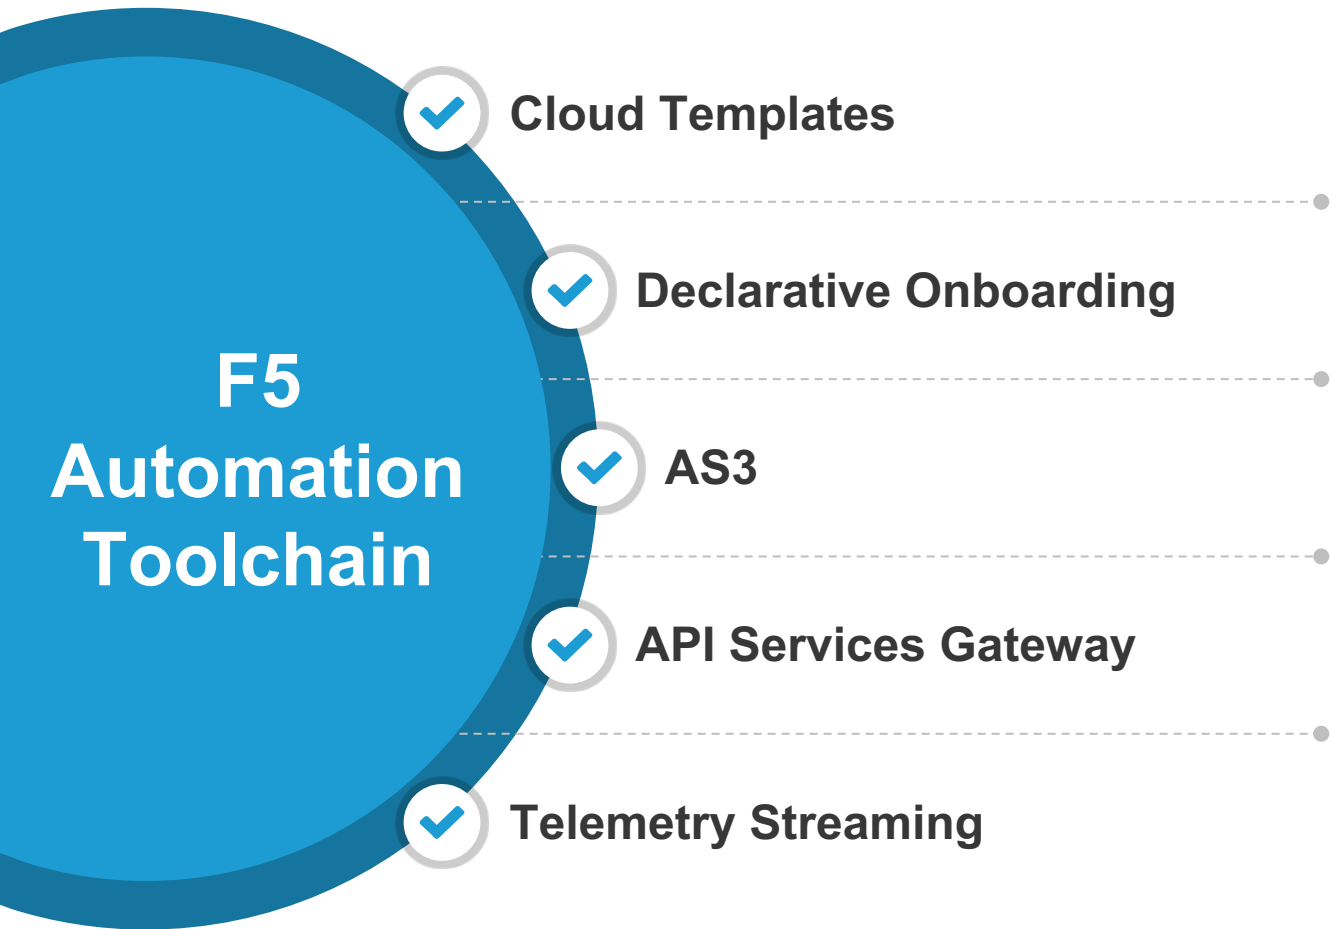 F5
Automation
Toolchain
Cloud Templates
Declarative Onboarding
AS3
API Services Gateway
Telemetry Streaming